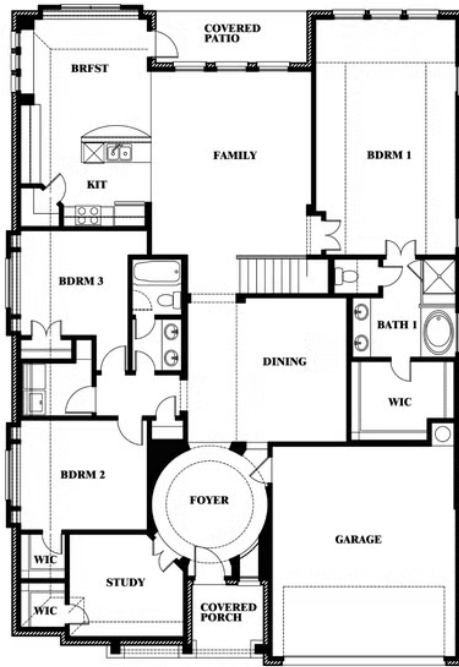 COVERED
PATIO
BRFST
FAMILY
BDRM 1
KIT
BDRM 3
BATH 1
DINING
WIC
BDRM 2
FOYER
GARAGE
WIC
STUDY
WIC
COVERED
PORCH